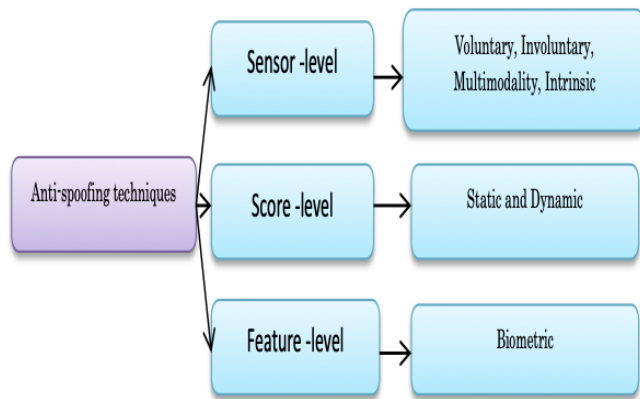 Sensor -level
Voluntary, Involuntary,
Multimodality, Intrinsic
Anti-spoofing techniques
Score -level
Static and Dynamic
Feature -level
Biometric